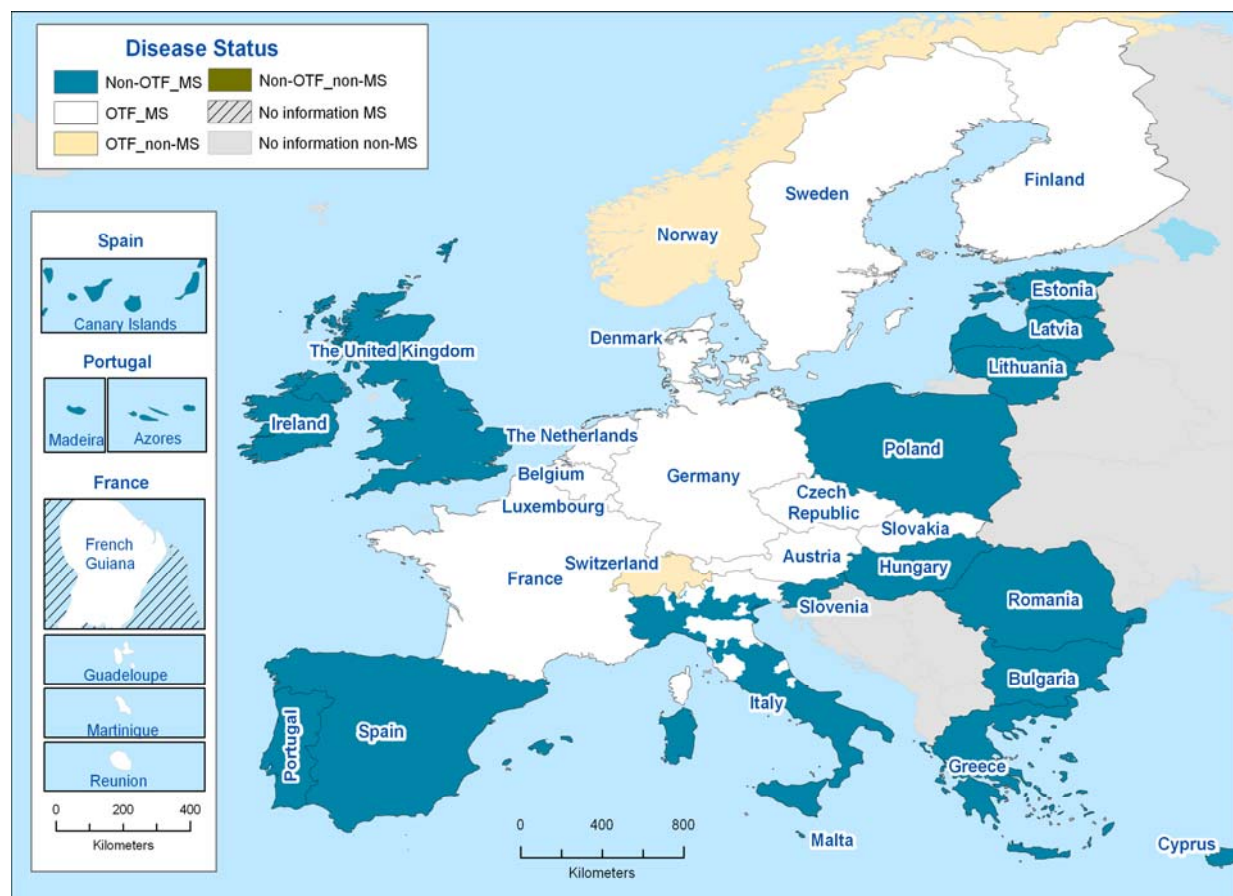 Disease Status
Non-OTF_MS
Non-OTF_non-MS
OTF_MS
No information MS
OTF_non-MS
No information non-MS
Spain
Canary Islands
Portugal
Madeira
Azores
France
French
Guiana
Guadeloupe
Martinique
Reunion
0 200 400
Kilometers
Finland
Sweden
Norway
Estonia
Latvia
Lithuania
Denmark
The United Kingdom
Ireland
The Netherlands
Poland
Belgium
Germany
Luxembourg
Czech
Republic
Slovakia
Austria
Switzerland
France
Hungary
Slovenia
Romania
Bulgaria
Italy
Spain
Portugal
Greece
Malta
Cyprus
0 400 800
Kilometers